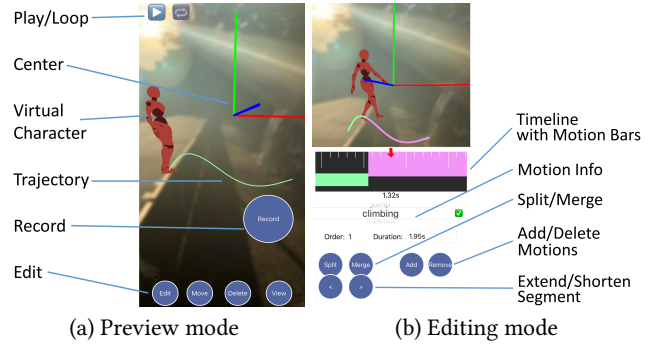 Play/Loop
Center
Virtual
Character
Trajectory
Record
Edit
Record
Edit
Move
Delete
View
(a) Preview mode
1.32s
climbing
Order: 1
Duration: 1.95s
Split
Merge
Add
Remove
<
>
Timeline
with Motion Bars
Motion Info
Split/Merge
Add/Delete
Motions
Extend/Shorten
Segment
(b) Editing mode